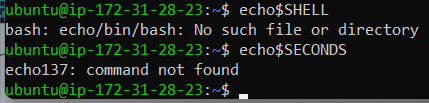 ubuntu@ip-172-31-28-23:~$ echo$SHELL
bash: echo/bin/bash: No such file or directory
ubuntu@ip-172-31-28-23:~$ echo$SECONDS
echo137: command not found
ubuntu@ip-172-31-28-23:~$